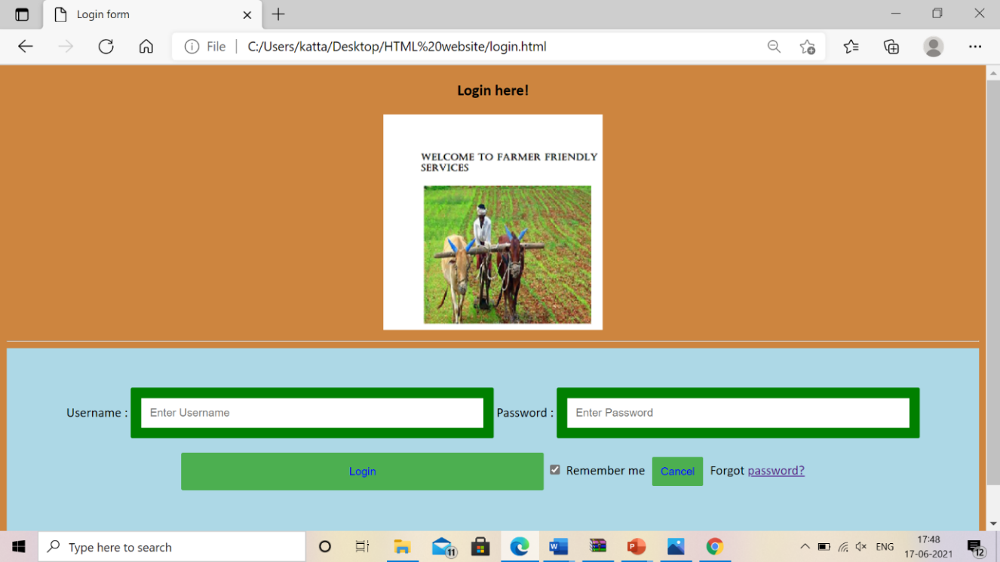 Login form
File
C:/Users/katta/Desktop/HTML%20website/login.html
Login here!
WELCOME TO FARMER FRIENDLY
SERVICES
Username : Enter Username Password : Enter Password
Login Remember me Cancel Forgot password?
Type here to search
11
W
P
ENG
17:48
17-06-2021
12